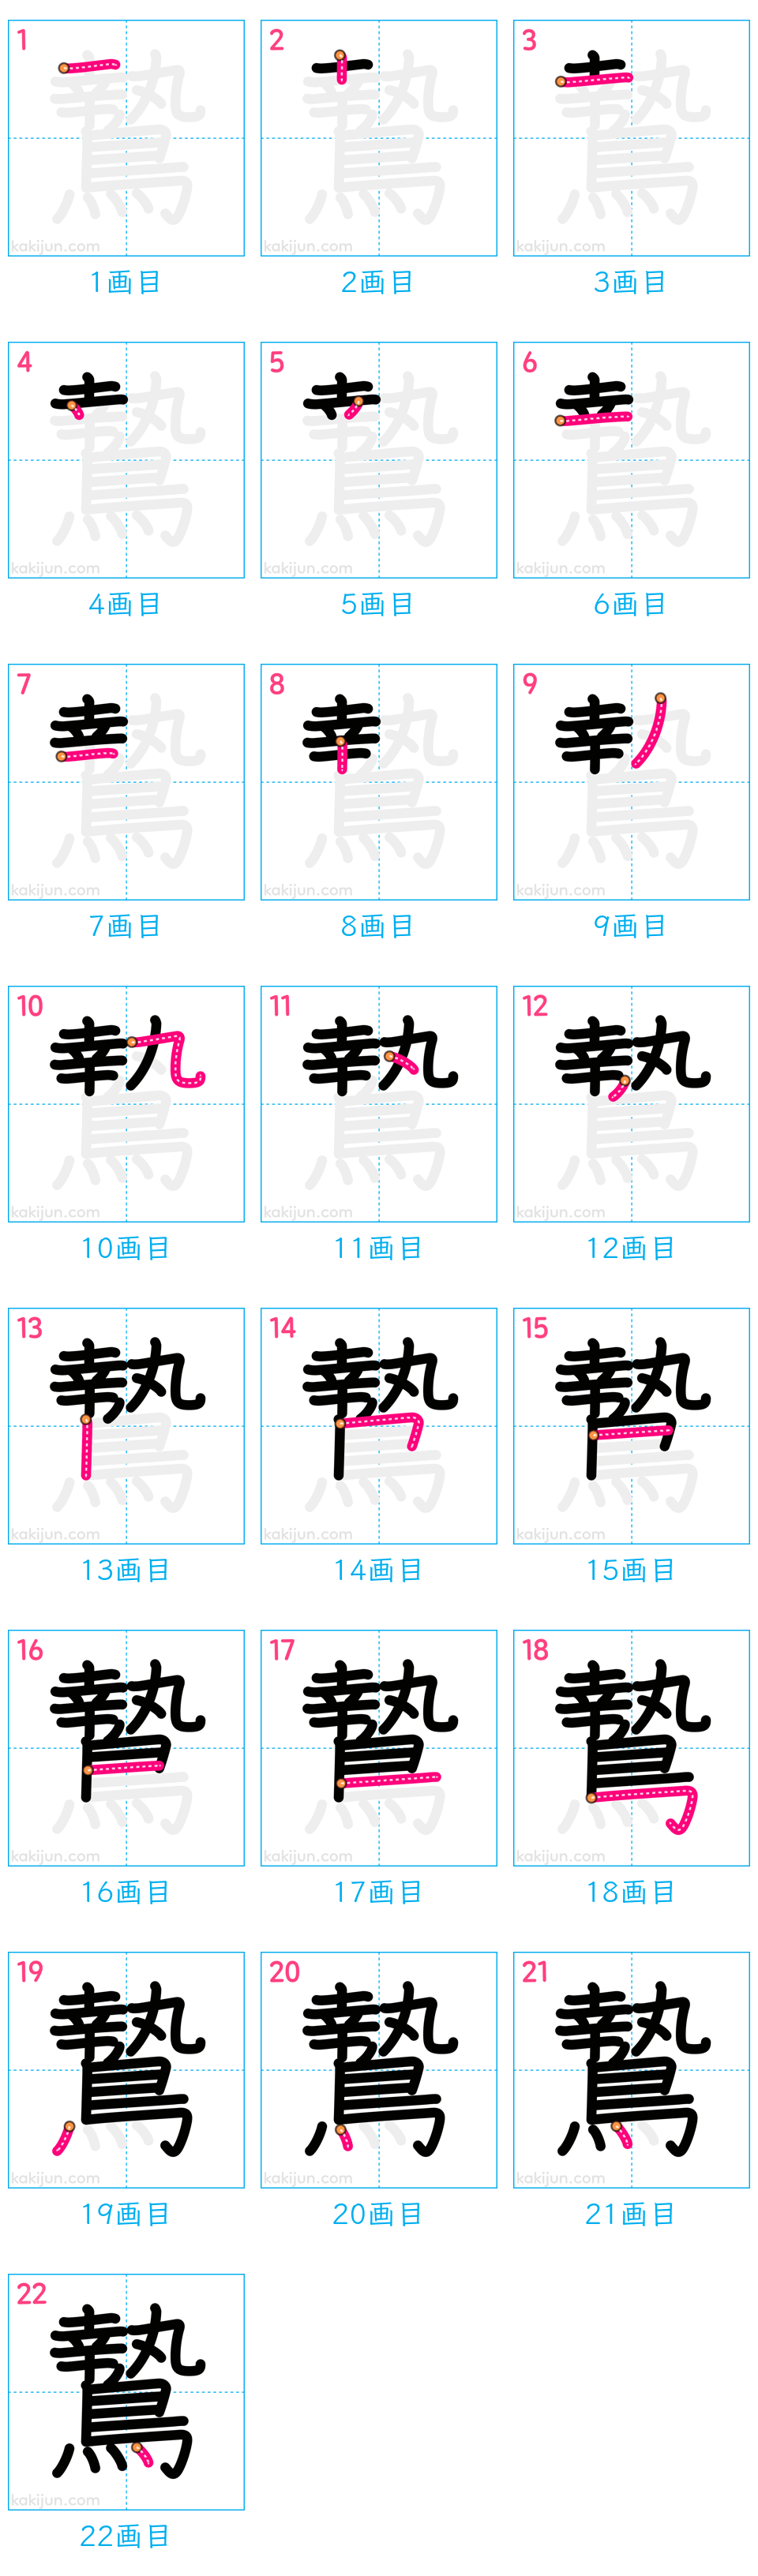 1 2 3
kakijun.com kakijun.com kakijun.com
1画目 2画目 3画目
4 5 6
kakijun.com kakijun.com kakijun.com
4画目 5画目 6画目
7 8 9
kakijun.com kakijun.com kakijun.com
7画目 8画目 9画目
10 11 12
kakijun.com kakijun.com kakijun.com
10画目 11画目 12画目
13 14 15
kakijun.com kakijun.com kakijun.com
13画目 14画目 15画目
16 17 18
kakijun.com kakijun.com kakijun.com
16画目 17画目 18画目
19 20 21
kakijun.com kakijun.com kakijun.com
19画目 20画目 21画目
22
鷙
kakijun.com
22画目